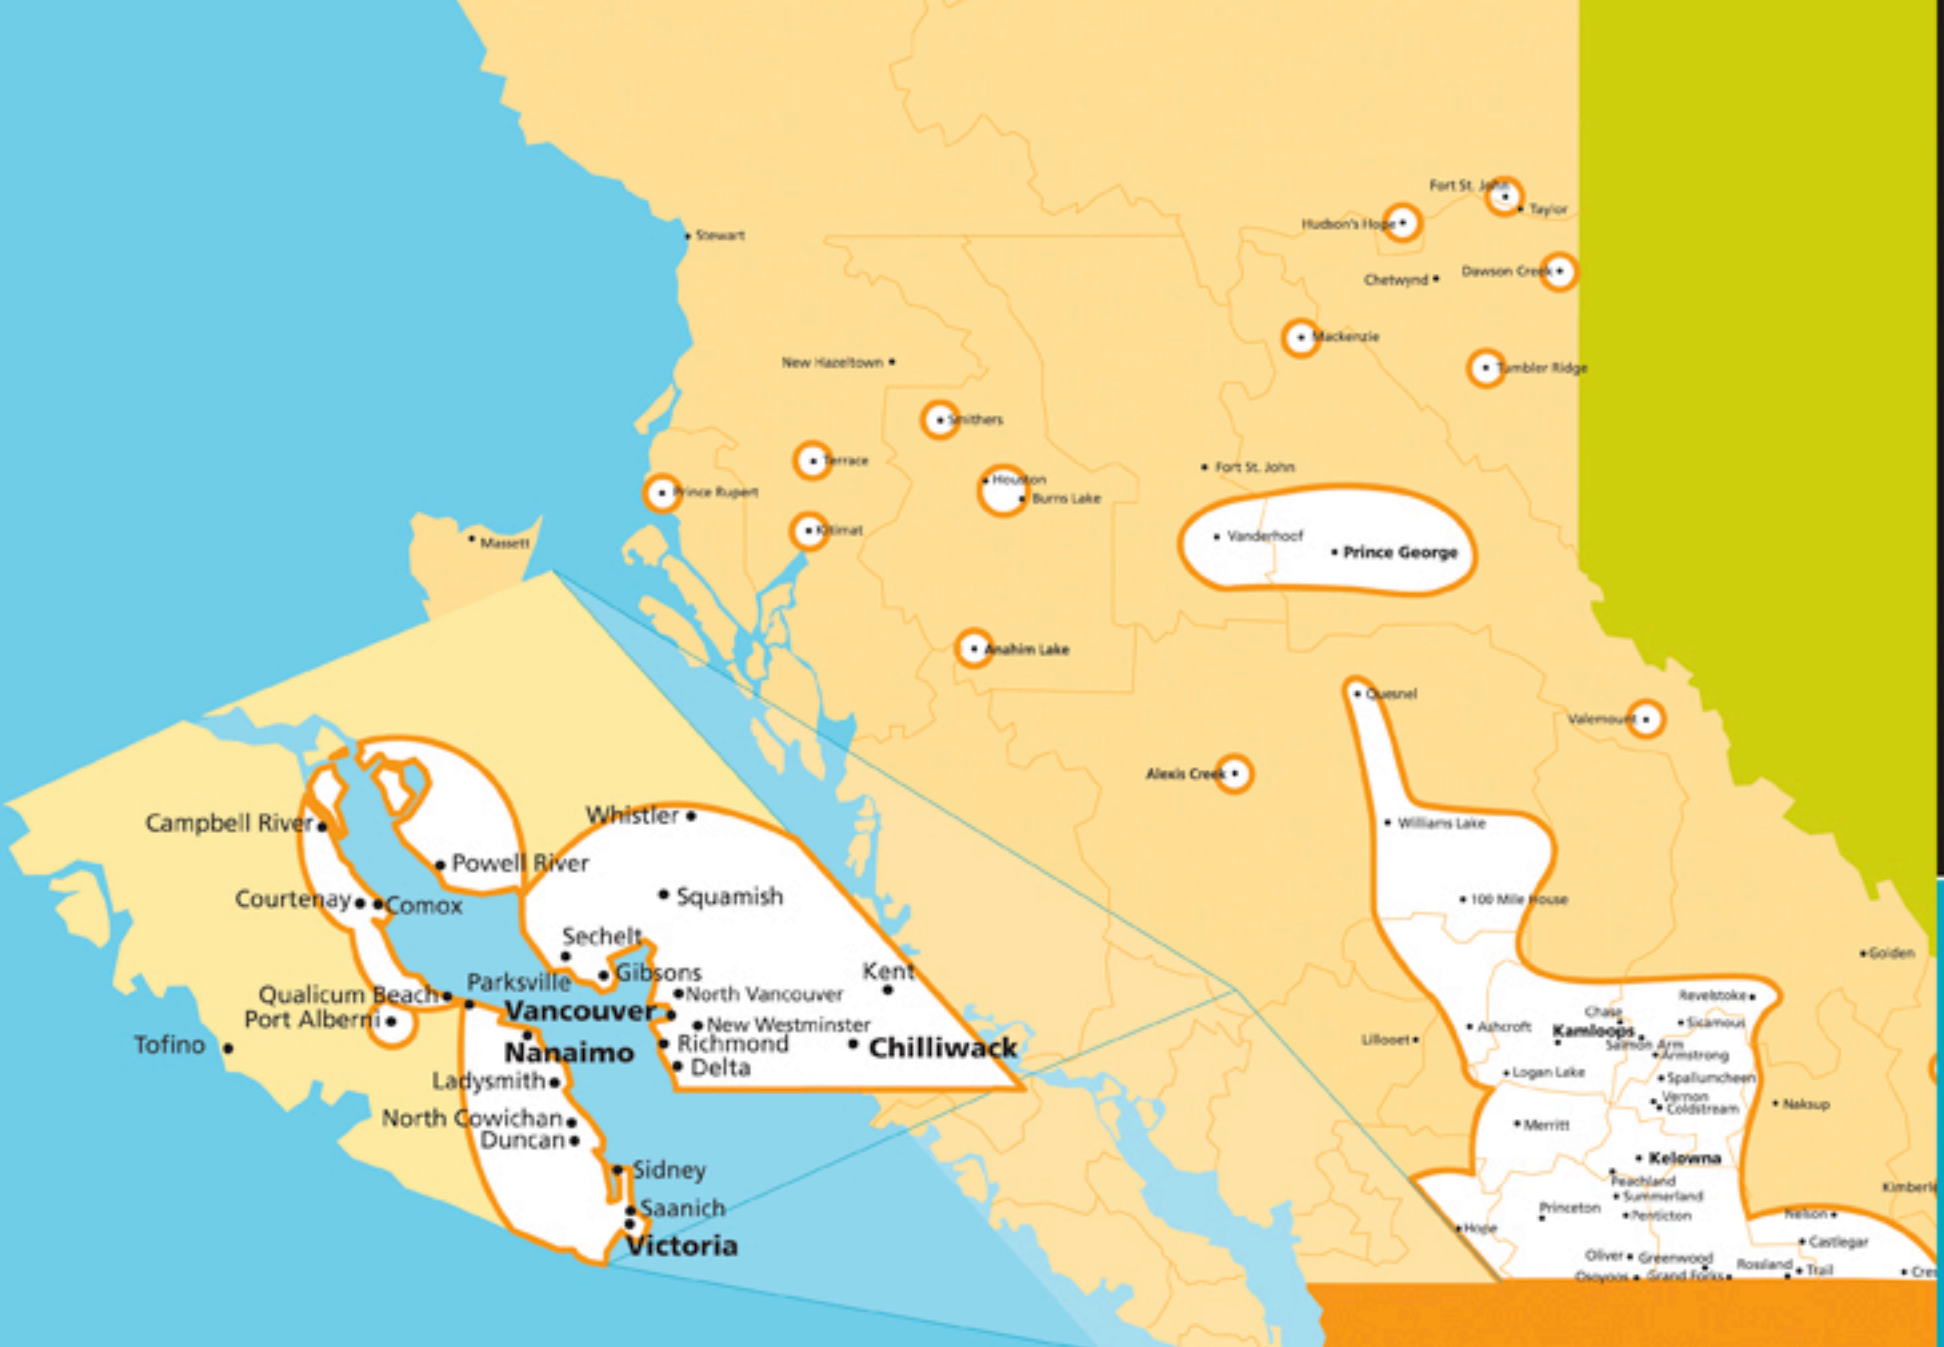 Fort St. John
Taylor
Hudson's Hope
Stewart
Dawson Creek
Chetwynd
Mackenzie
New Hazeltown
Tumbler Ridge
Smithers
Terrace
Fort St. John
Houston
Prince Rupert
Burns Lake
Kitimat
Vanderhoof
Massett
Prince George
Anahim Lake
Quesnel
Valemount
Alexis Creek
Whistler
Campbell River
Williams Lake
Powell River
Squamish
Courtenay
Comox
100 Mile House
Sechelt
Golden
Gibsons
Kent
Parksville
Qualicum Beach
North Vancouver
Revelstoke
Vancouver
Port Alberni
New Westminster
Chase
Sicamous
Ashcroft
Kamloops
Tofino
Nanaimo
Richmond
Chilliwack
Lillooet
Salmon Arm
Armstrong
Delta
Logan Lake
Spallumcheen
Ladysmith
Vernon
Coldstream
Naksup
North Cowichan
Merritt
Duncan
Kelowna
Sidney
Peachland
Kimberle
Summerland
Saanich
Princeton
Penticton
Nelson
Hope
Victoria
Castlegar
Oliver
Greenwood
Rossland
Trail
Cres
Osoyoos
Grand Forks